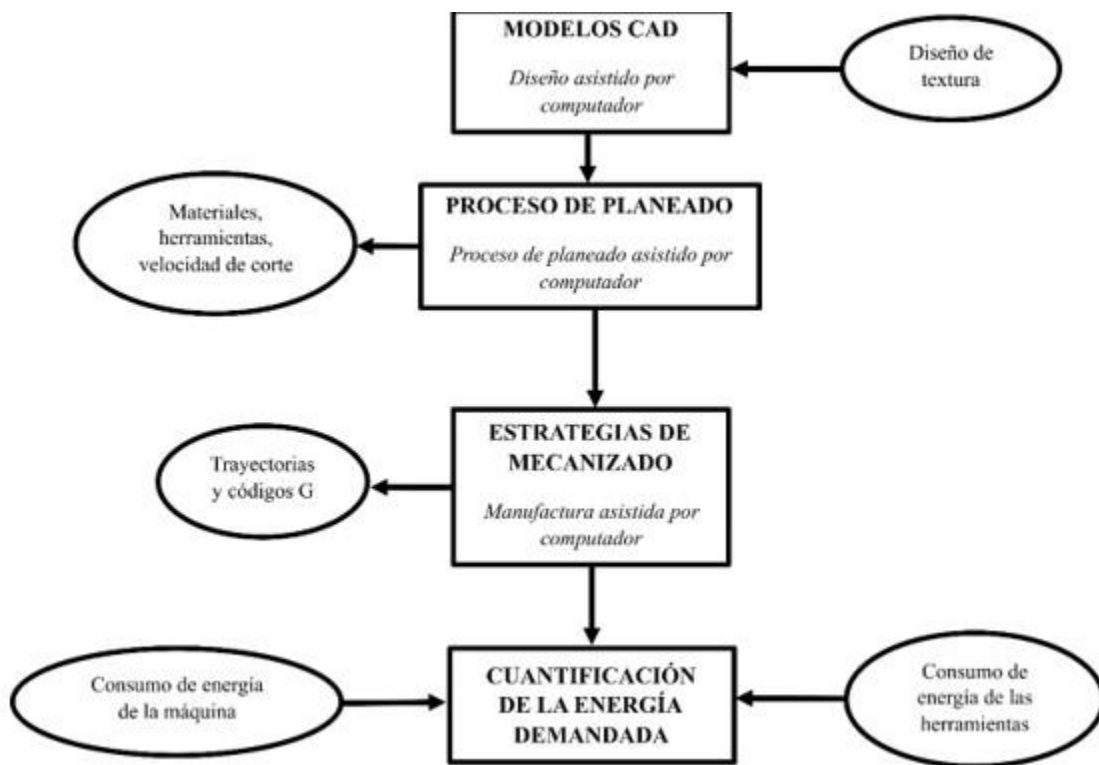 MODELOS CAD
Diseño asistido por
computador
Diseño de
textura
PROCESO DE PLANEADO
Proceso de planeado asistido por
computador
Materiales,
herramientas,
velocidad de corte
ESTRATEGIAS DE
MECANIZADO
Manufactura asistida por
computador
Trayectorias
y códigos G
Consumo de energía
de la máquina
CUANTIFICACIÓN
DE LA ENERGÍA
DEMANDADA
Consumo de
energía de las
herramientas